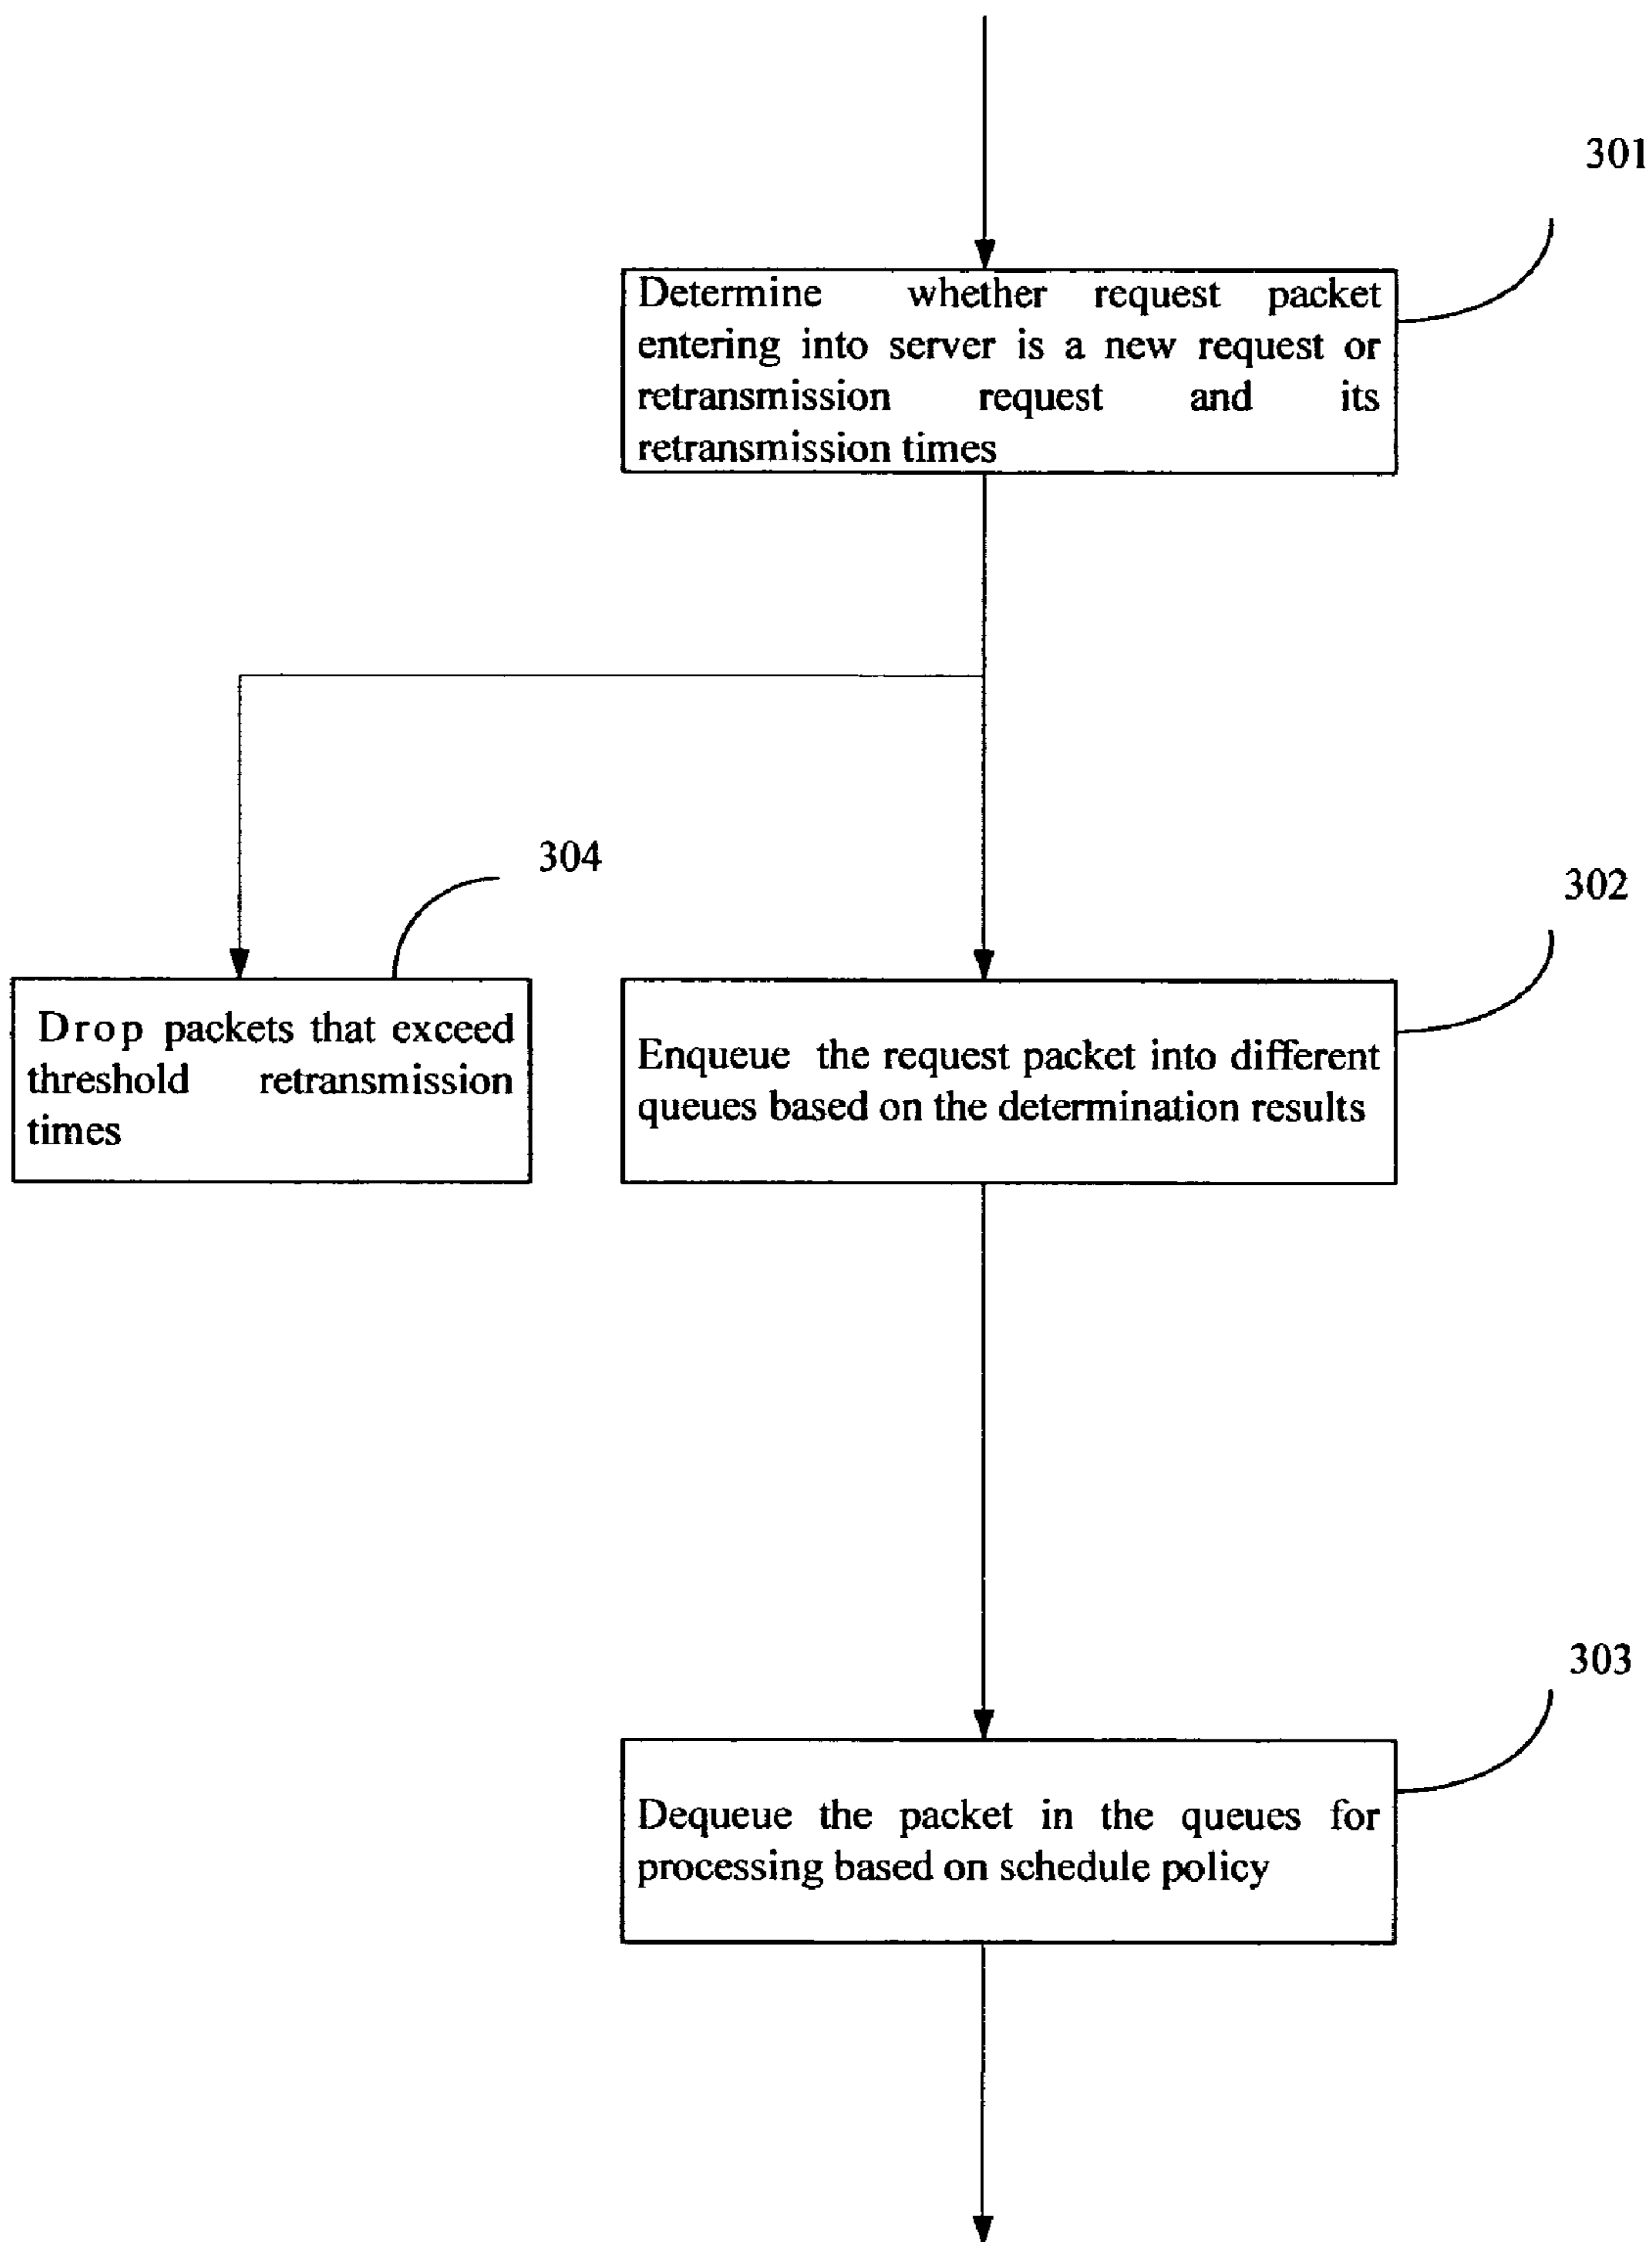 301
Determine whether request packet
entering into server is a new request or
retransmission request and its
retransmission times
304
302
Drop packets that exceed
threshold retransmission
times
Enqueue the request packet into different
queues based on the determination results
303
Dequeue the packet in the queues for
processing based on schedule policy